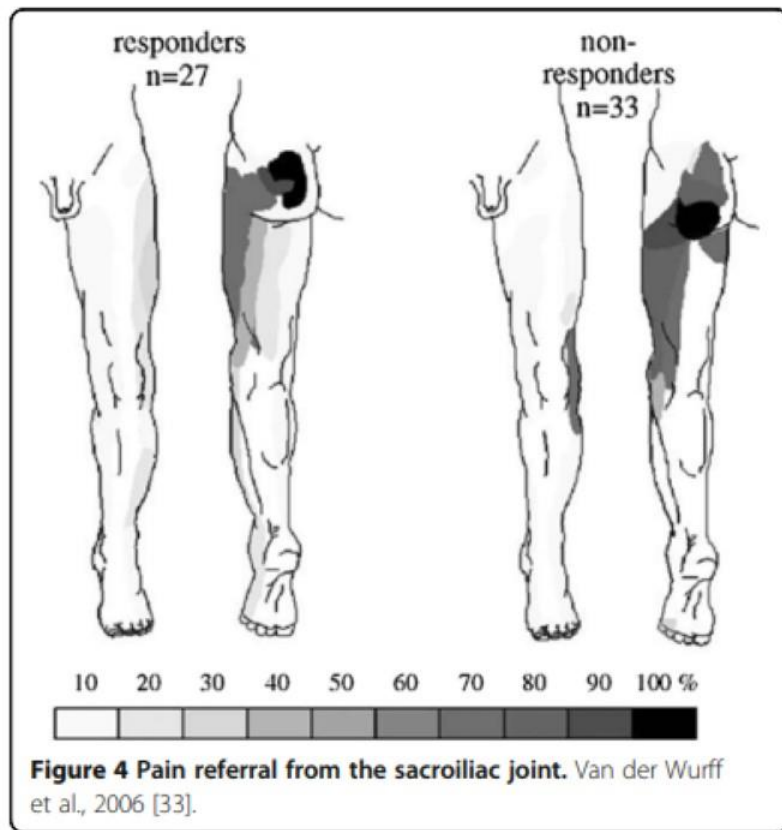 responders
n=27
non-
responders
n=33
10 20 30 40 50 60 70 80 90 100 %
Figure 4 Pain referral from the sacroiliac joint. Van der Wurff
et al., 2006 [33].